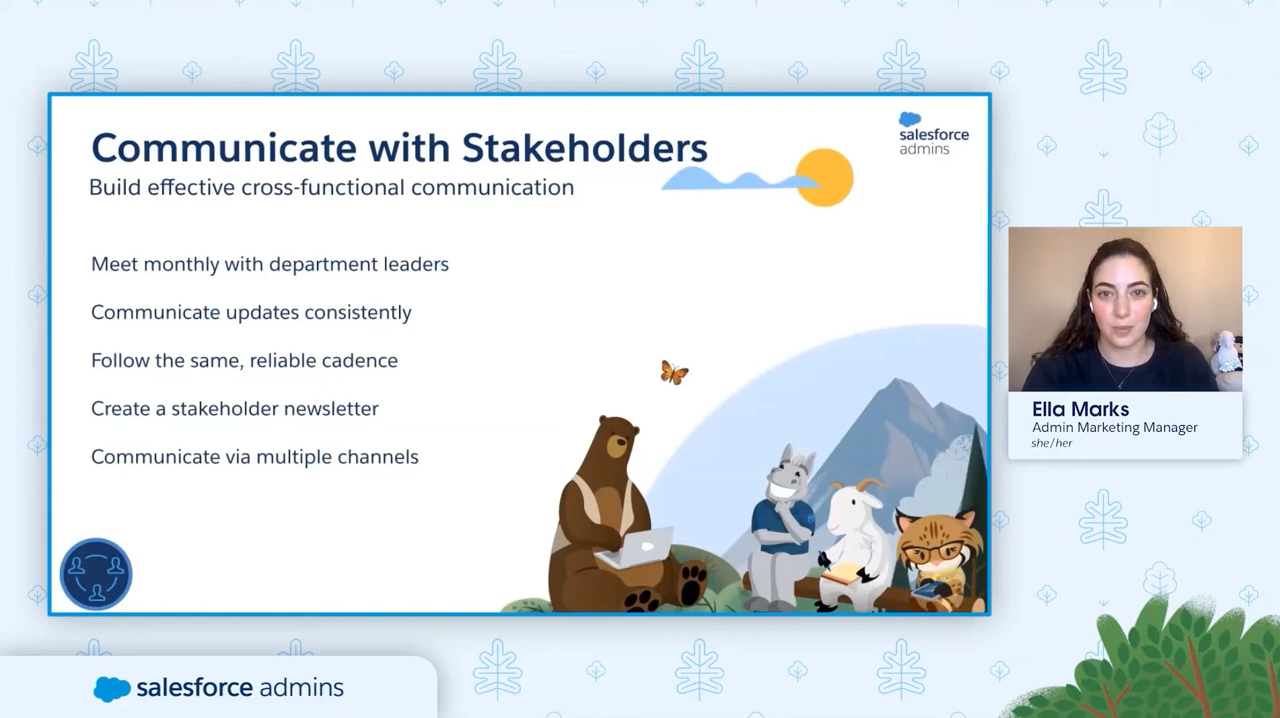 Communicate with Stakeholders
Build effective cross-functional communication
salesforce
admins
Meet monthly with department leaders
Communicate updates consistently
Follow the same, reliable cadence
Create a stakeholder newsletter
Communicate via multiple channels
Ella Marks
Admin Marketing Manager
she/her
salesforce admins